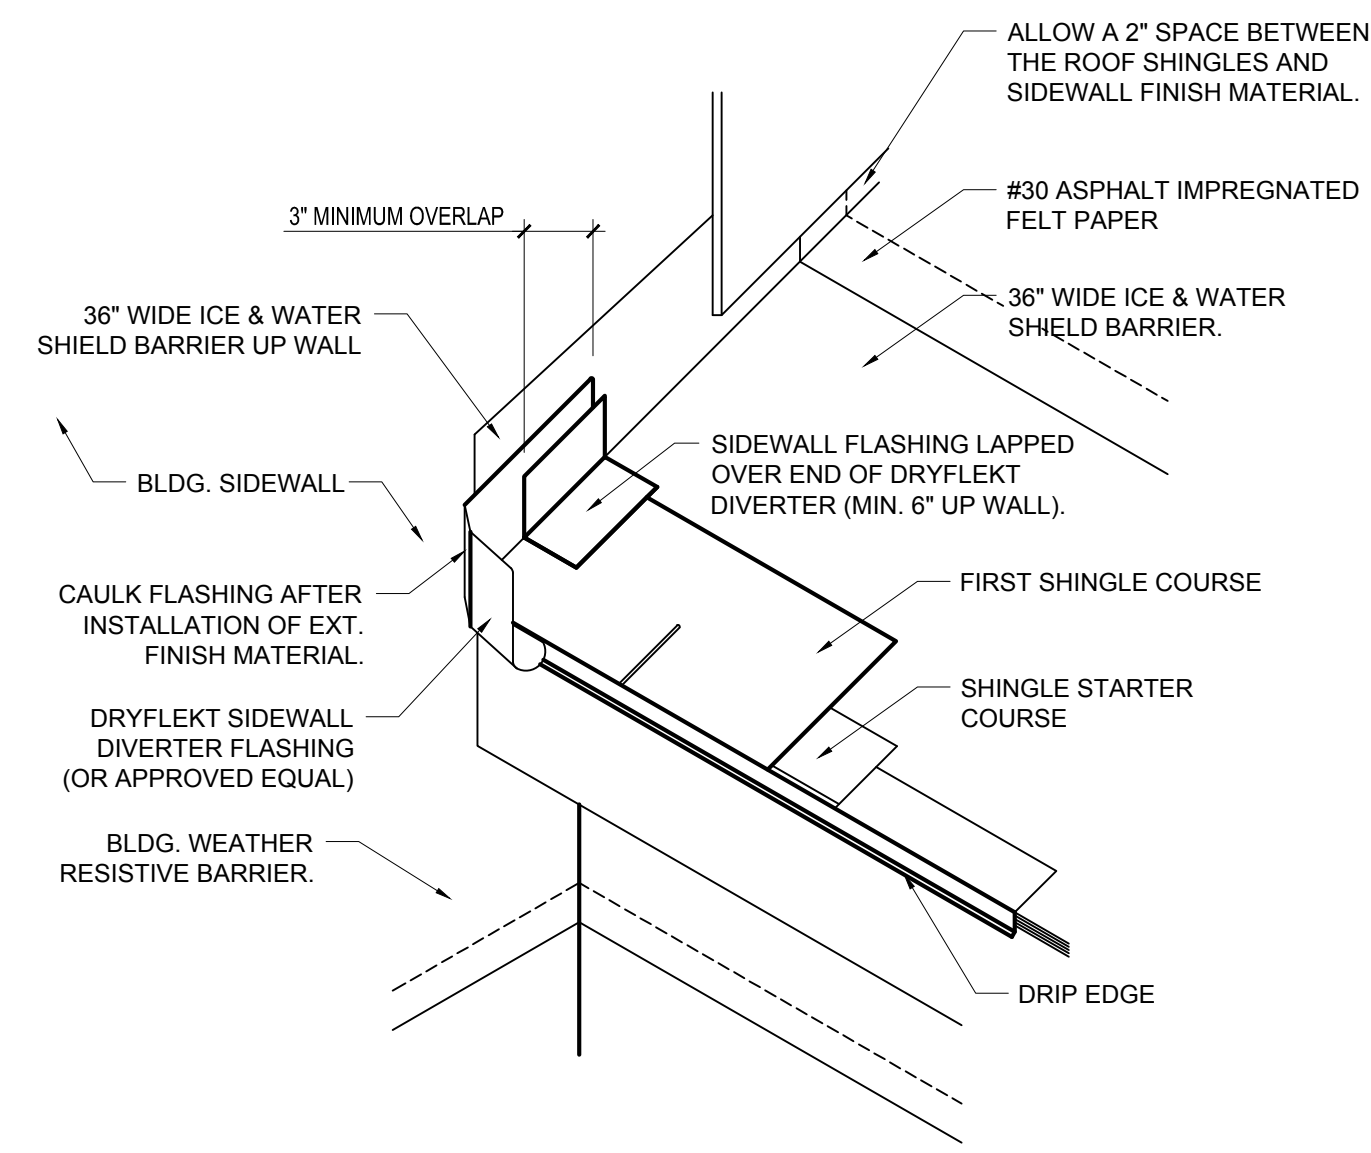 ALLOW A 2" SPACE BETWEEN
THE ROOF SHINGLES AND
SIDEWALL FINISH MATERIAL.
#30 ASPHALT IMPREGNATED
FELT PAPER
3" MINIMUM OVERLAP
36" WIDE ICE & WATER
SHIELD BARRIER.
36" WIDE ICE & WATER
SHIELD BARRIER UP WALL
SIDEWALL FLASHING LAPPED
OVER END OF DRYFLEKT
DIVERTER (MIN. 6" UP WALL).
BLDG. SIDEWALL
FIRST SHINGLE COURSE
CAULK FLASHING AFTER
INSTALLATION OF EXT.
FINISH MATERIAL.
SHINGLE STARTER
COURSE
DRYFLEKT SIDEWALL
DIVERTER FLASHING
(OR APPROVED EQUAL)
BLDG. WEATHER
RESISTIVE BARRIER.
DRIP EDGE